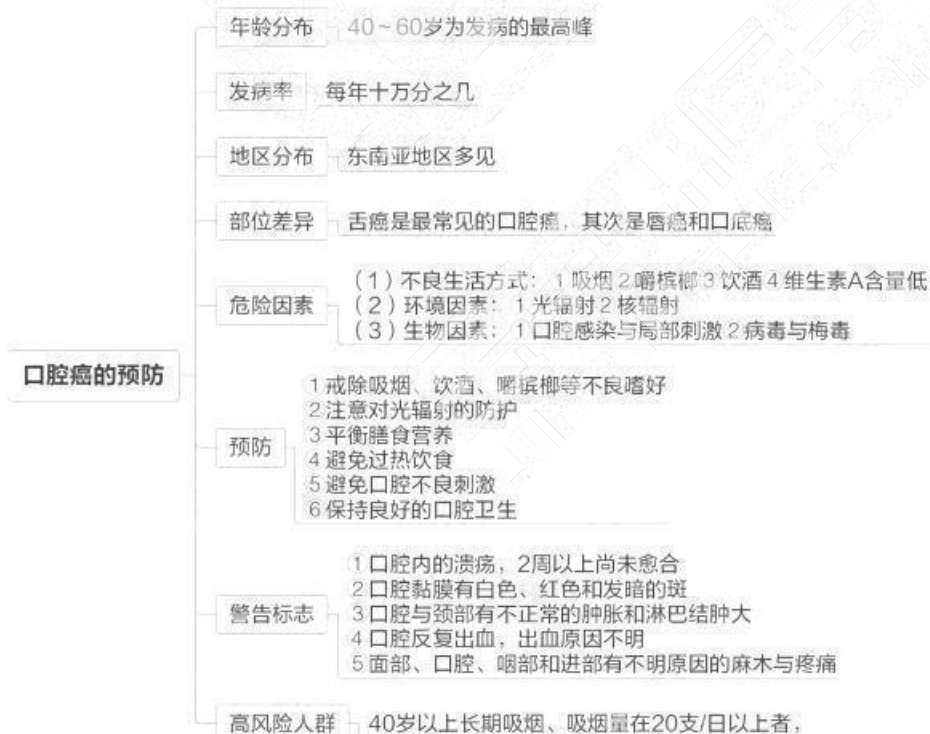 年龄分布 40~60岁为发病的最高峰
发病率 每年十万分之几
地区分布 东南亚地区多见
部位差异 舌癌是最常见的口腔癌，其次是唇癌和口底癌
危险因素
（1）不良生活方式：1吸烟2嚼槟榔3饮酒4维生素A含量低
（2）环境因素：1光辐射2核辐射
（3）生物因素：1口腔感染与局部刺激2病毒与梅毒
口腔癌的预防
预防
1戒除吸烟、饮酒、嚼槟榔等不良嗜好
2注意对光辐射的防护
3平衡膳食营养
4避免过热饮食
5避免口腔不良刺激
6保持良好的口腔卫生
警告标志
①口腔内的溃疡，2周以上尚未愈合
2口腔黏膜有白色、红色和发暗的斑
3口腔与颈部有不正常的肿胀和淋巴结肿大
4口腔反复出血，出血原因不明
5面部、口腔、咽部和进部有不明原因的麻木与疼痛
高风险人群 40岁以上长期吸烟、吸烟量在20支/日以上者，